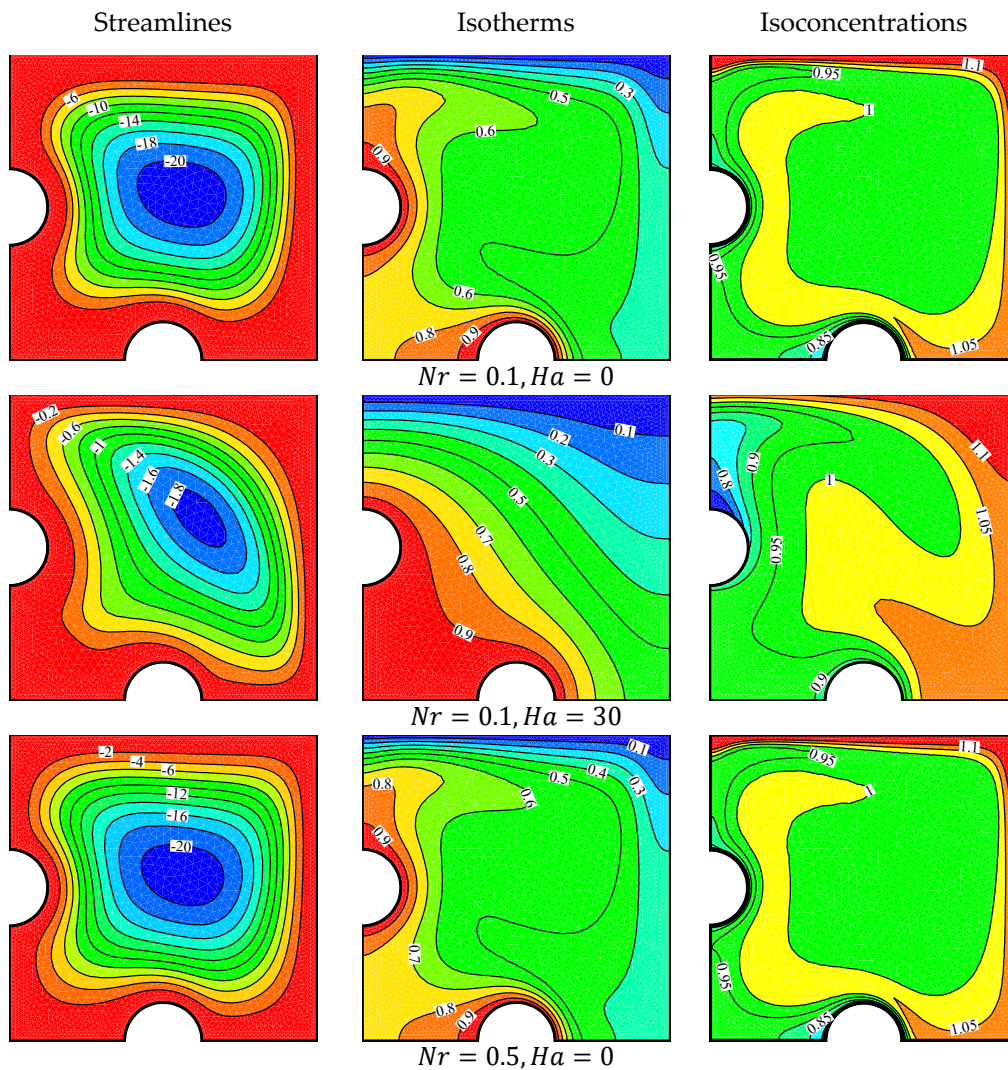 Streamlines Isotherms Isoconcentrations
-6 -10 -14 -18 -20
0.5 0.3 0.6 0.9 0.6 0.8 0.9
1.1 0.95 1 0.95 0.85 1.05
Nr = 0.1, Ha = 0
-0.2 -0.6 -1 -1.4 -1.6 -1.8
0.1 0.2 0.3 0.5 0.7 0.8 0.9
1.1 0.9 0.8 1 1.05 0.95 0.9
Nr = 0.1, Ha = 30
-2 -4 -6 -12 -16 -20
0.1 0.4 0.5 0.3 0.8 0.6 0.9 0.7 0.8 0.9
1.1 0.95 1 0.95 0.85 1.05
Nr = 0.5, Ha = 0